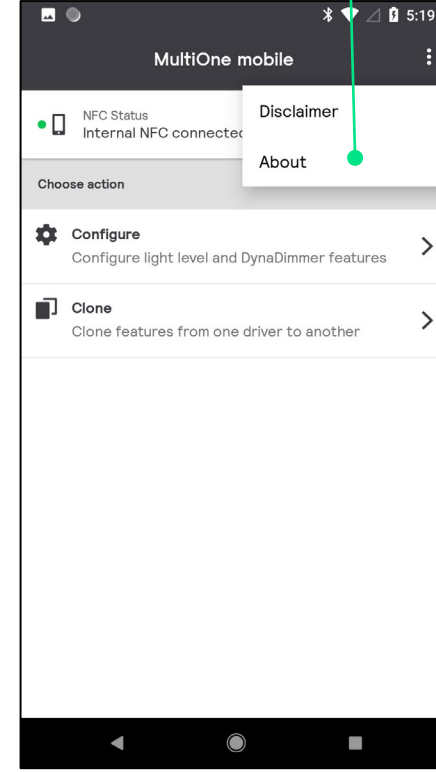 5:19
MultiOne mobile
NFC Status
Internal NFC connected
Disclaimer
About
Choose action
Configure
Configure light level and DynaDimmer features
Clone
Clone features from one driver to another